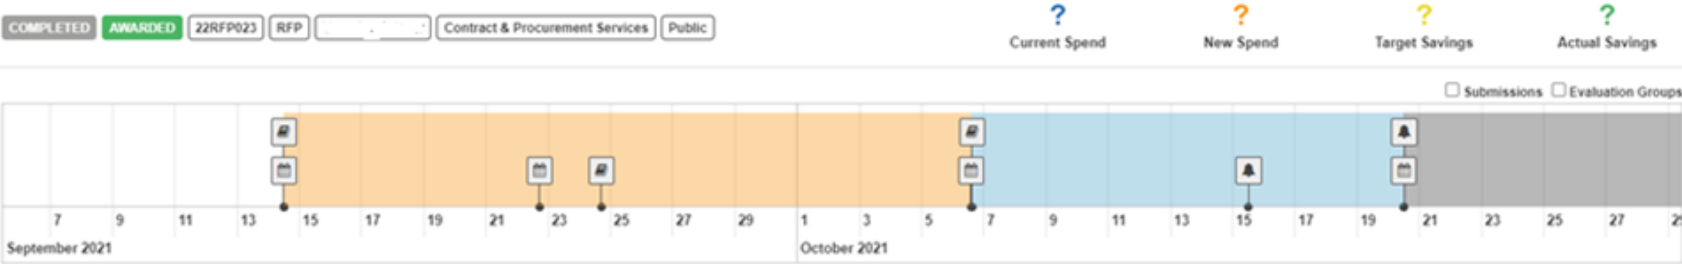 COMPLETED AWARDED 22RFP023 RFP Contract & Procurement Services Public
? ? ? ?
Current Spend New Spend Target Savings Actual Savings
Submissions Evaluation Groups
7 9 11 13 15 17 19 21 23 25 27 29 1 3 5 7 9 11 13 15 17 19 21 23 25 27
September 2021 October 2021